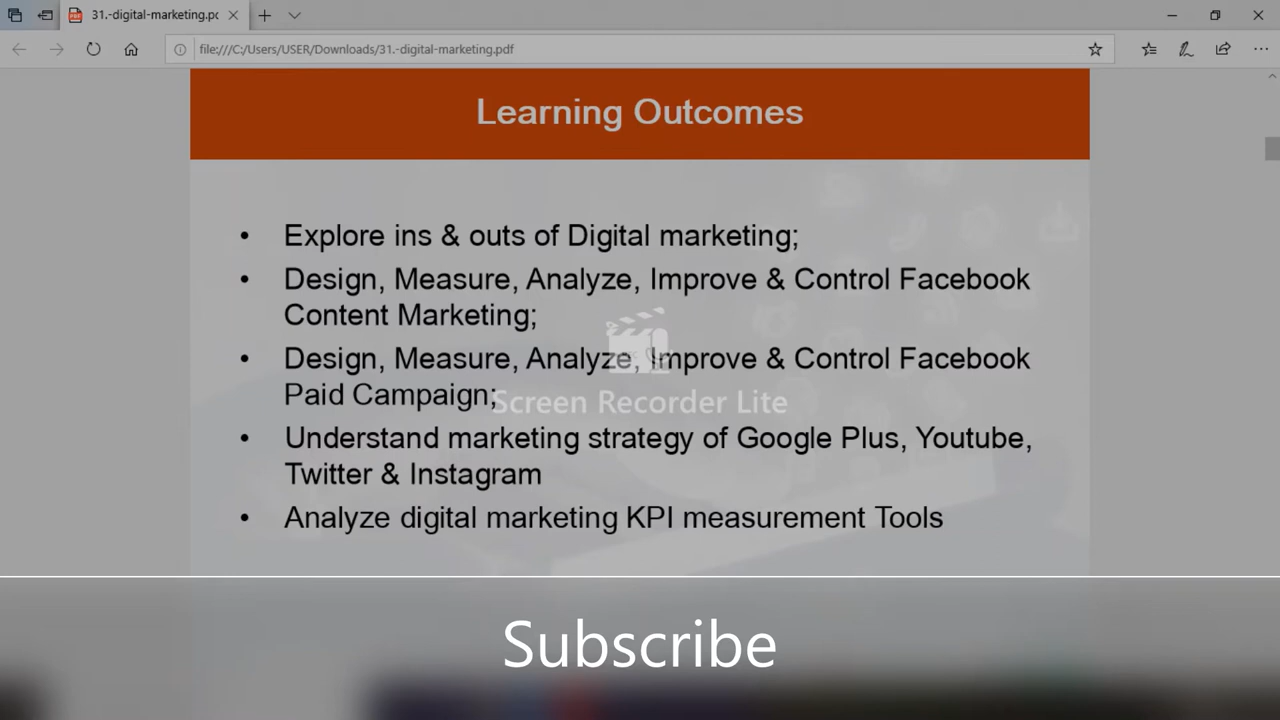 31.-digital-marketing.pc
file:///C:/Users/USER/Downloads/31.-digital-marketing.pdf
Learning Outcomes
• Explore ins & outs of Digital marketing;
• Design, Measure, Analyze, Improve & Control Facebook
Content Marketing;
• Design, Measure, Analyze, Improve & Control Facebook
Paid Campaign;
Screen Recorder Lite
• Understand marketing strategy of Google Plus, Youtube,
Twitter & Instagram
• Analyze digital marketing KPI measurement Tools
Subscribe